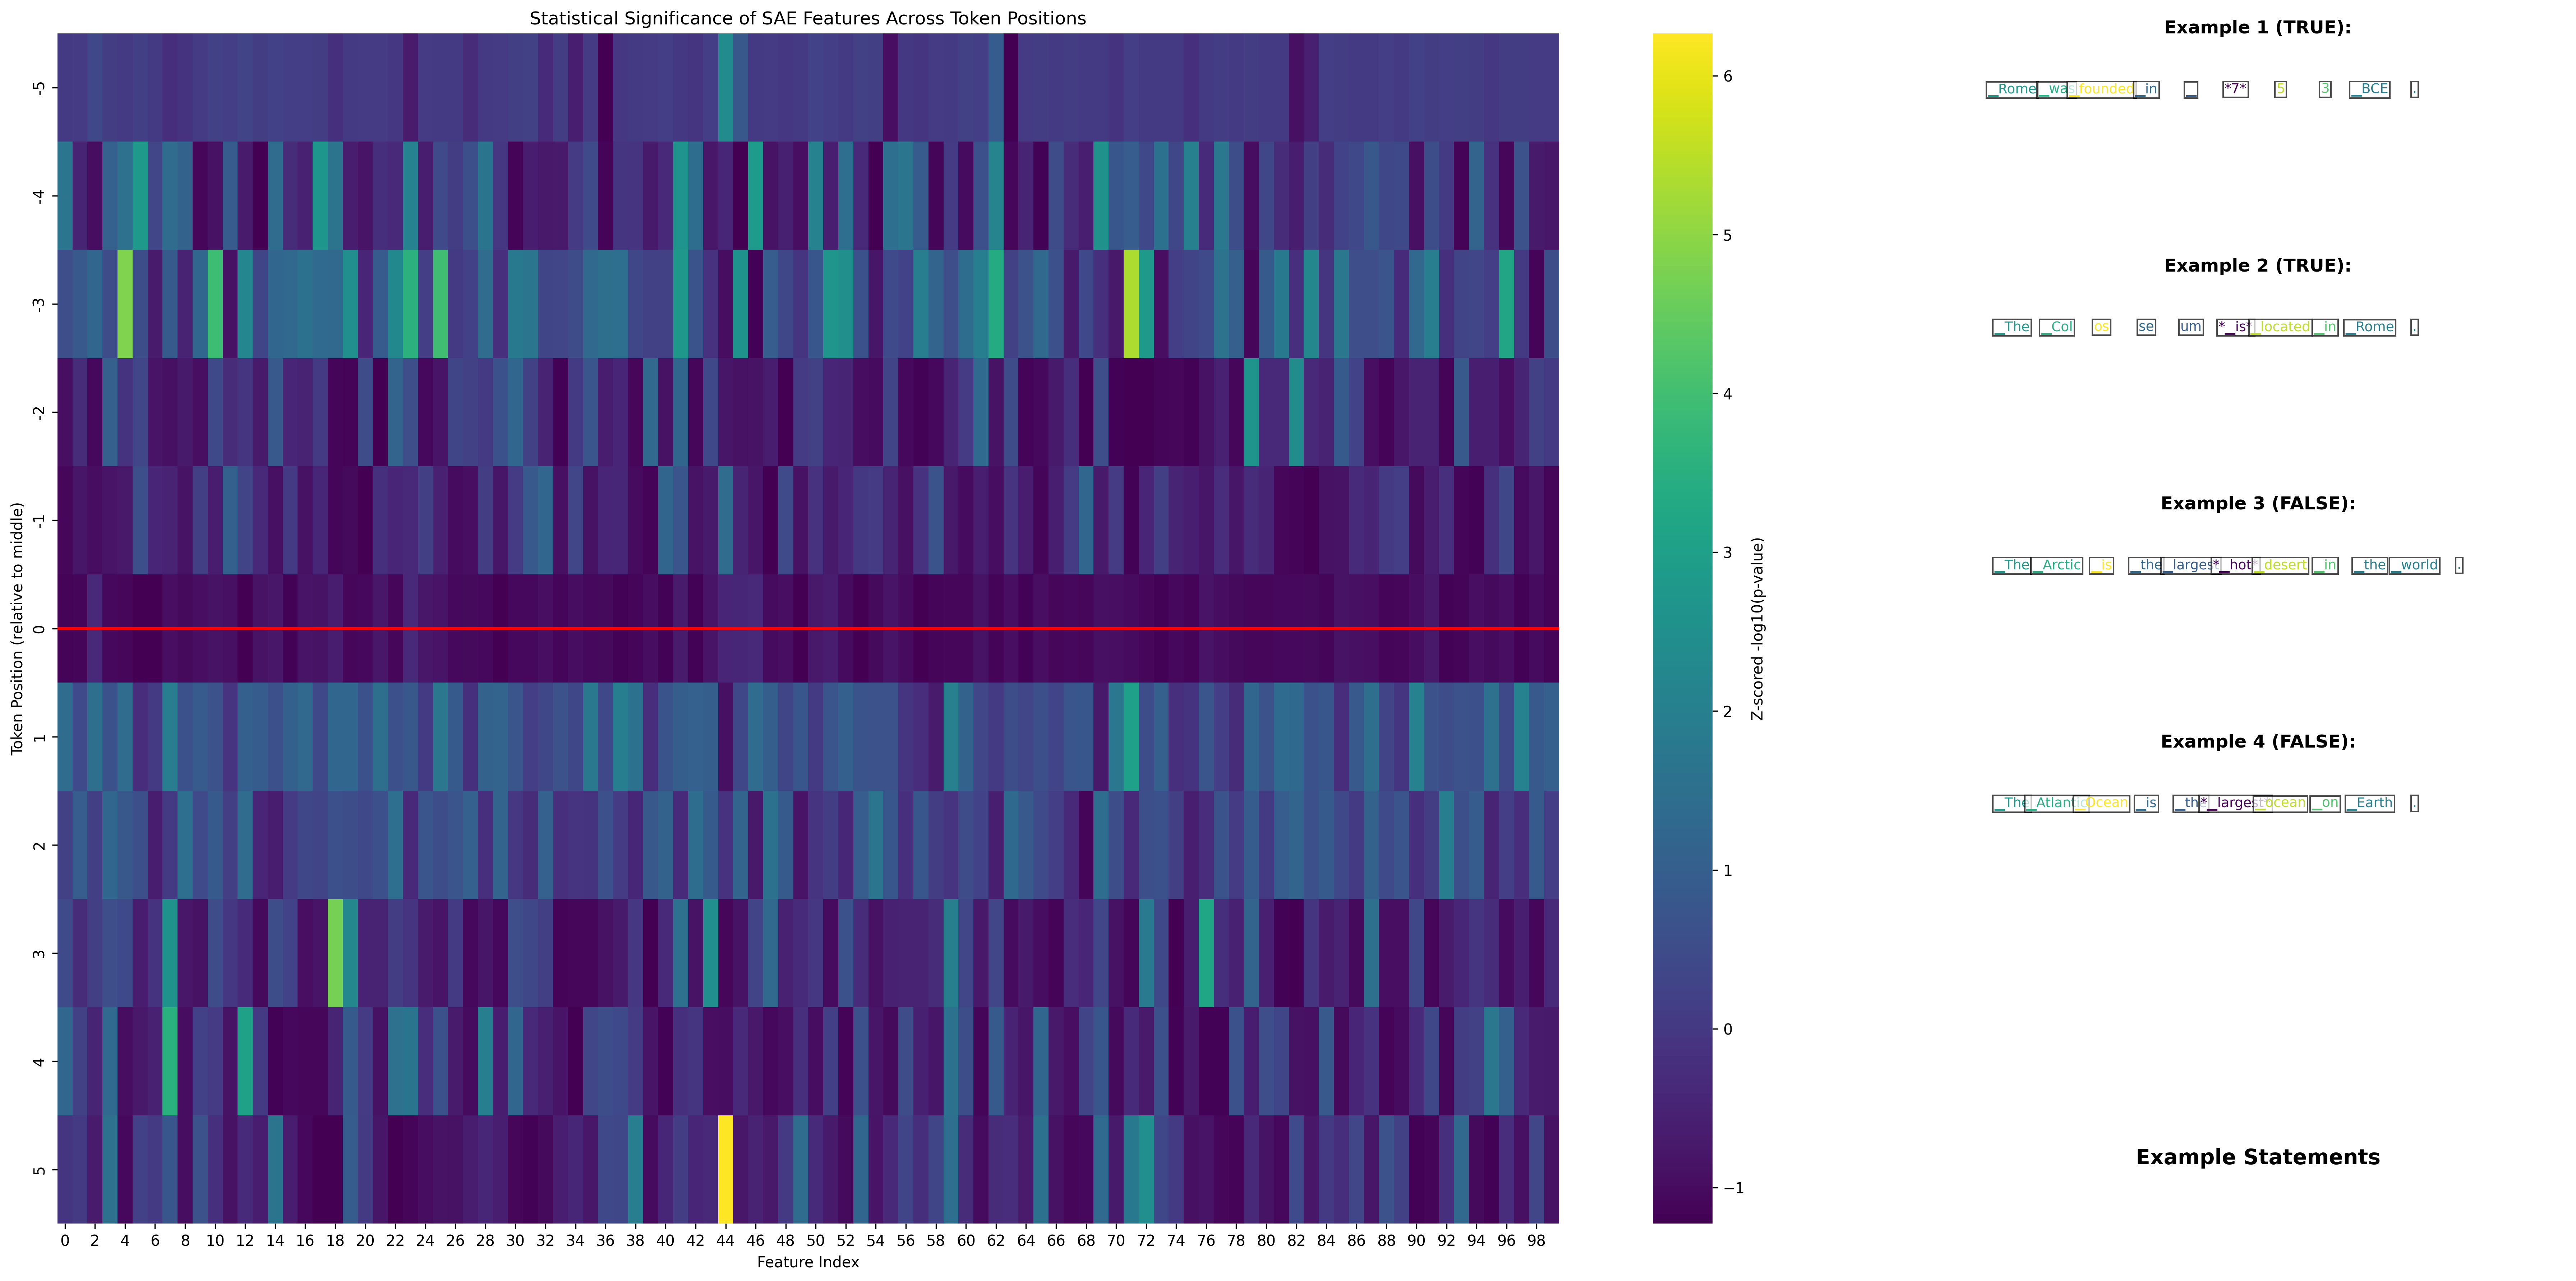 Statistical Significance of SAE Features Across Token Positions
Token Position (relative to middle)
-5
-4
-3
-2
-1
0
1
2
3
4
5
0 2 4 6 8 10 12 14 16 18 20 22 24 26 28 30 32 34 36 38 40 42 44 46 48 50 52 54 56 58 60 62 64 66 68 70 72 74 76 78 80 82 84 86 88 90 92 94 96 98
Feature Index
6
5
4
3
2
1
0
−1
Z-scored -log10(p-value)
Example 1 (TRUE):
_Rome _was _founded _in _ *7* 5 3 _BCE .
Example 2 (TRUE):
_The _Col os se um *_is* _located _in _Rome .
Example 3 (FALSE):
_The _Arctic _is _the _largest *_hot* _desert _in _the _world .
Example 4 (FALSE):
_The _Atlantic _Ocean _is _the *_largest* _ocean _on _Earth .
Example Statements